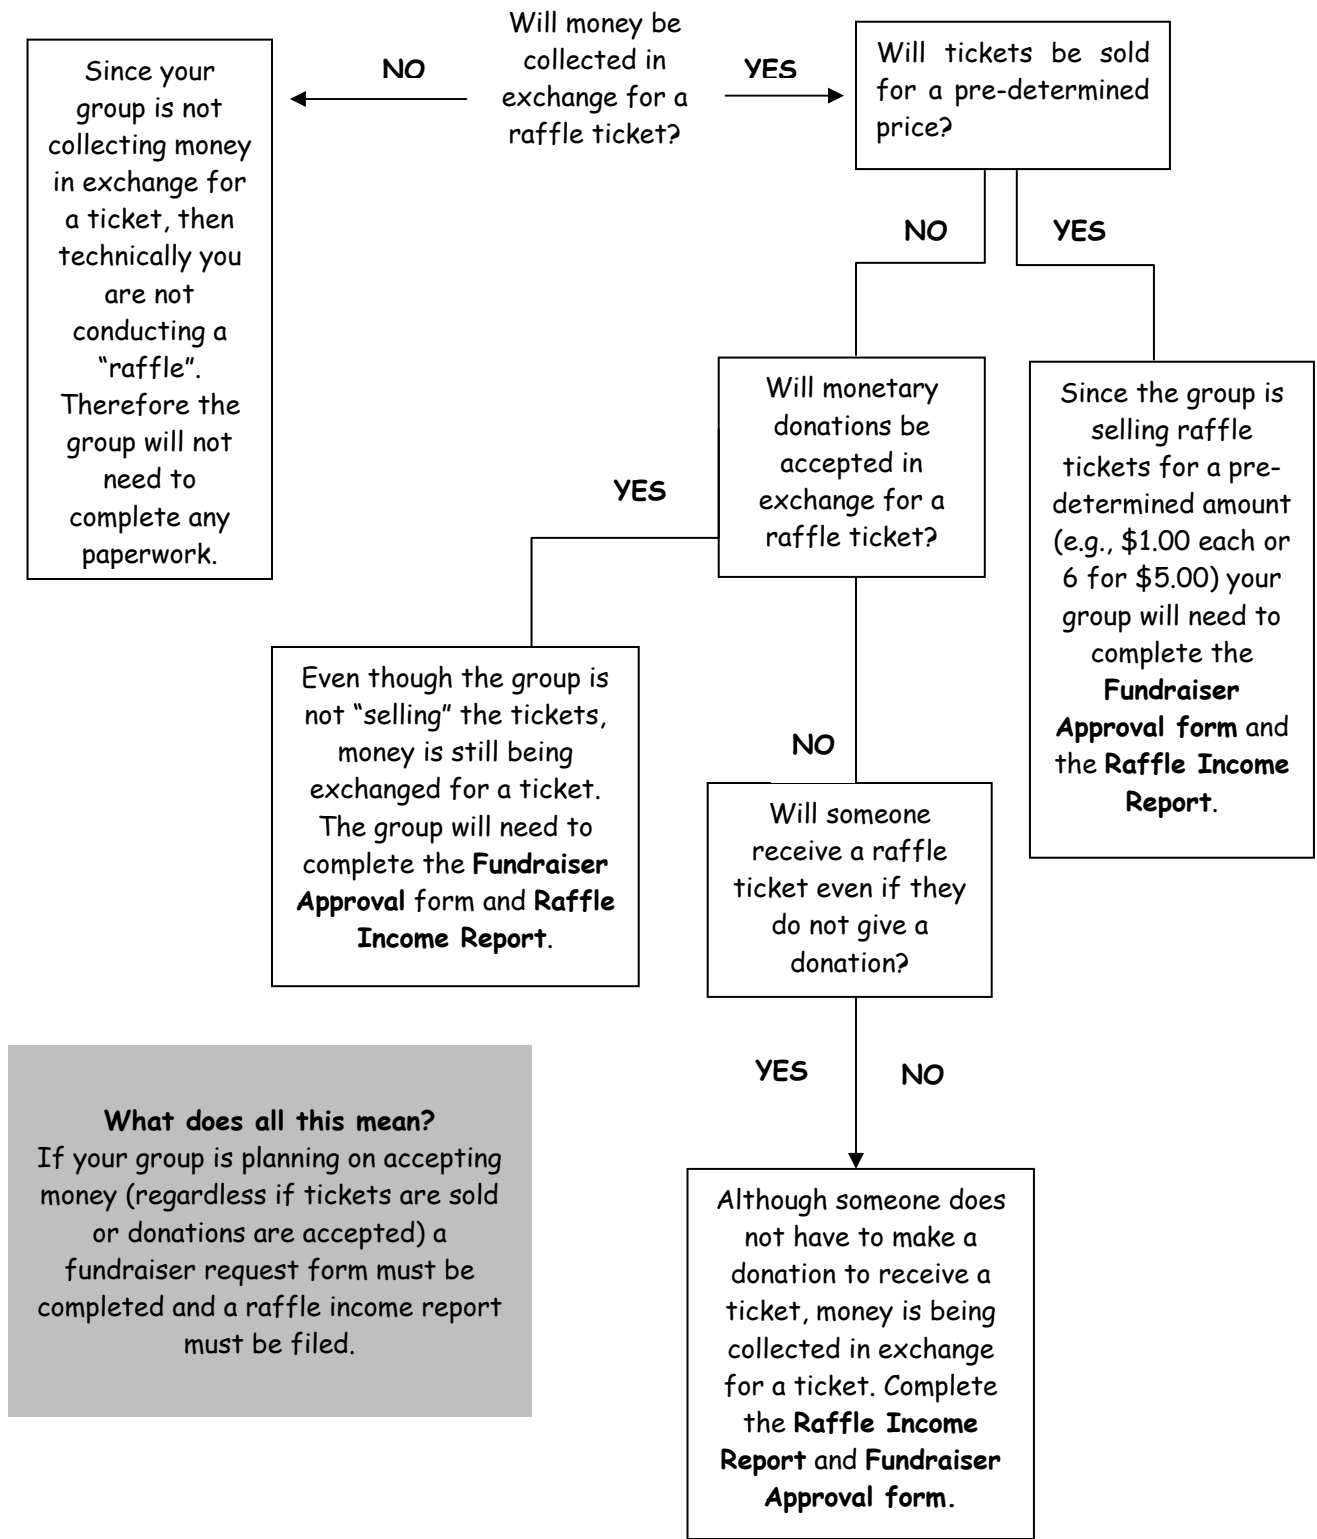 Will money be
collected in
exchange for a
raffle ticket?
NO
YES
Since your
group is not
collecting money
in exchange for
a ticket, then
technically you
are not
conducting a
“raffle”.
Therefore the
group will not
need to
complete any
paperwork.
Will tickets be sold
for a pre-determined
price?
NO
YES
Will monetary
donations be
accepted in
exchange for a
raffle ticket?
Since the group is
selling raffle
tickets for a pre-
determined amount
(e.g., $1.00 each or
6 for $5.00) your
group will need to
complete the
Fundraiser
Approval form and
the Raffle Income
Report.
YES
Even though the group is
not “selling” the tickets,
money is still being
exchanged for a ticket.
The group will need to
complete the Fundraiser
Approval form and Raffle
Income Report.
NO
Will someone
receive a raffle
ticket even if they
do not give a
donation?
YES
NO
Although someone does
not have to make a
donation to receive a
ticket, money is being
collected in exchange
for a ticket. Complete
the Raffle Income
Report and Fundraiser
Approval form.
What does all this mean?
If your group is planning on accepting
money (regardless if tickets are sold
or donations are accepted) a
fundraiser request form must be
completed and a raffle income report
must be filed.